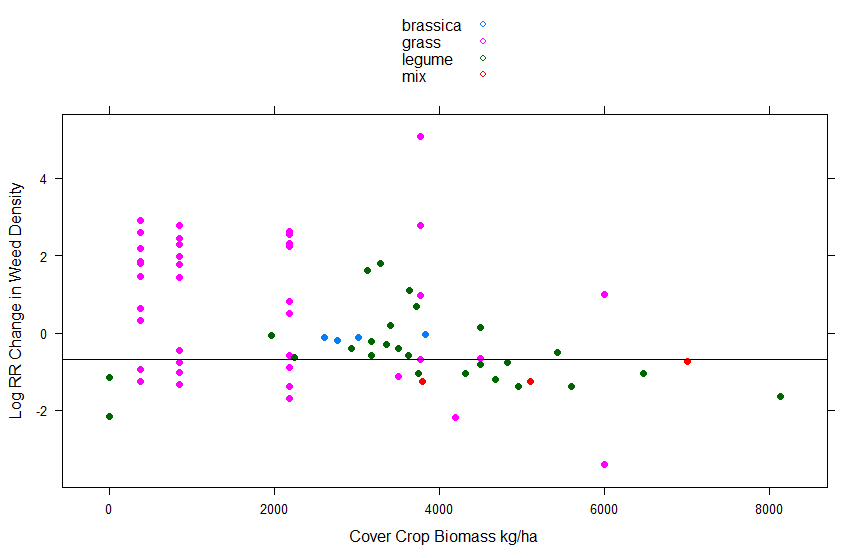 brassica
grass
legume
mix
4
2
0
-2
Log RR Change in Weed Density
0 2000 4000 6000 8000
Cover Crop Biomass kg/ha